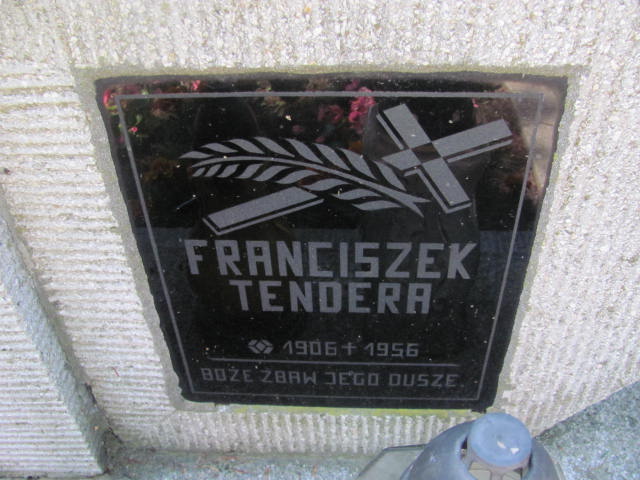 FRANCISZEK
TENDERA
1906 + 1956
BOŻE ZBAW JEGO DUSZE